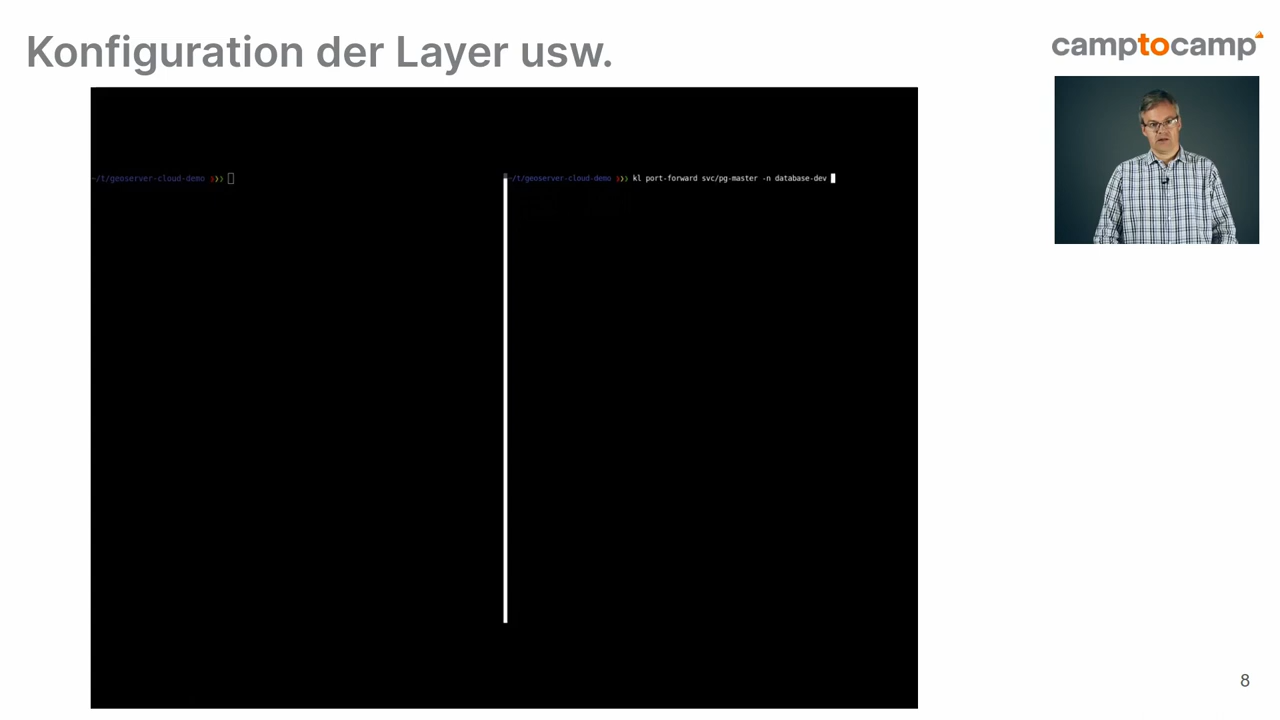 Konfiguration der Layer usw.
camptocamp
~/t/geoserver-cloud-demo ❯❯❯
~/t/geoserver-cloud-demo ❯❯❯ kl port-forward svc/pg-master -n database-dev
8